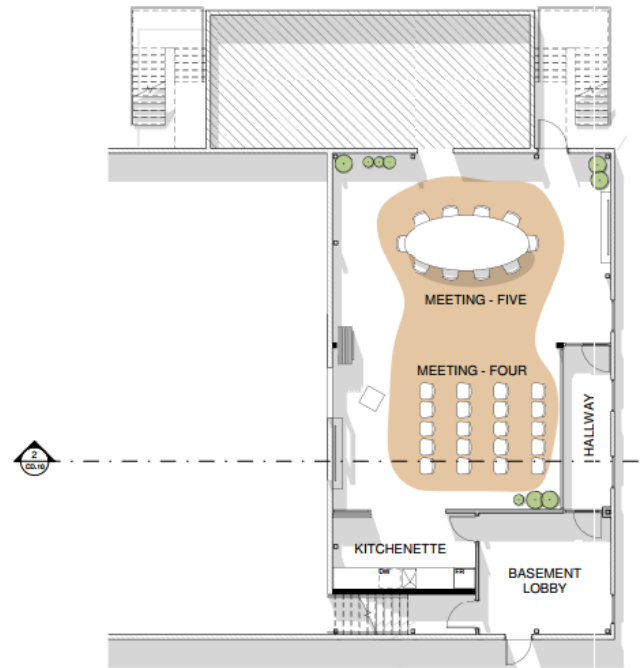 MEETING - FIVE
MEETING - FOUR
HALLWAY
2
CD.10
KITCHENETTE
DW
FR
BASEMENT
LOBBY